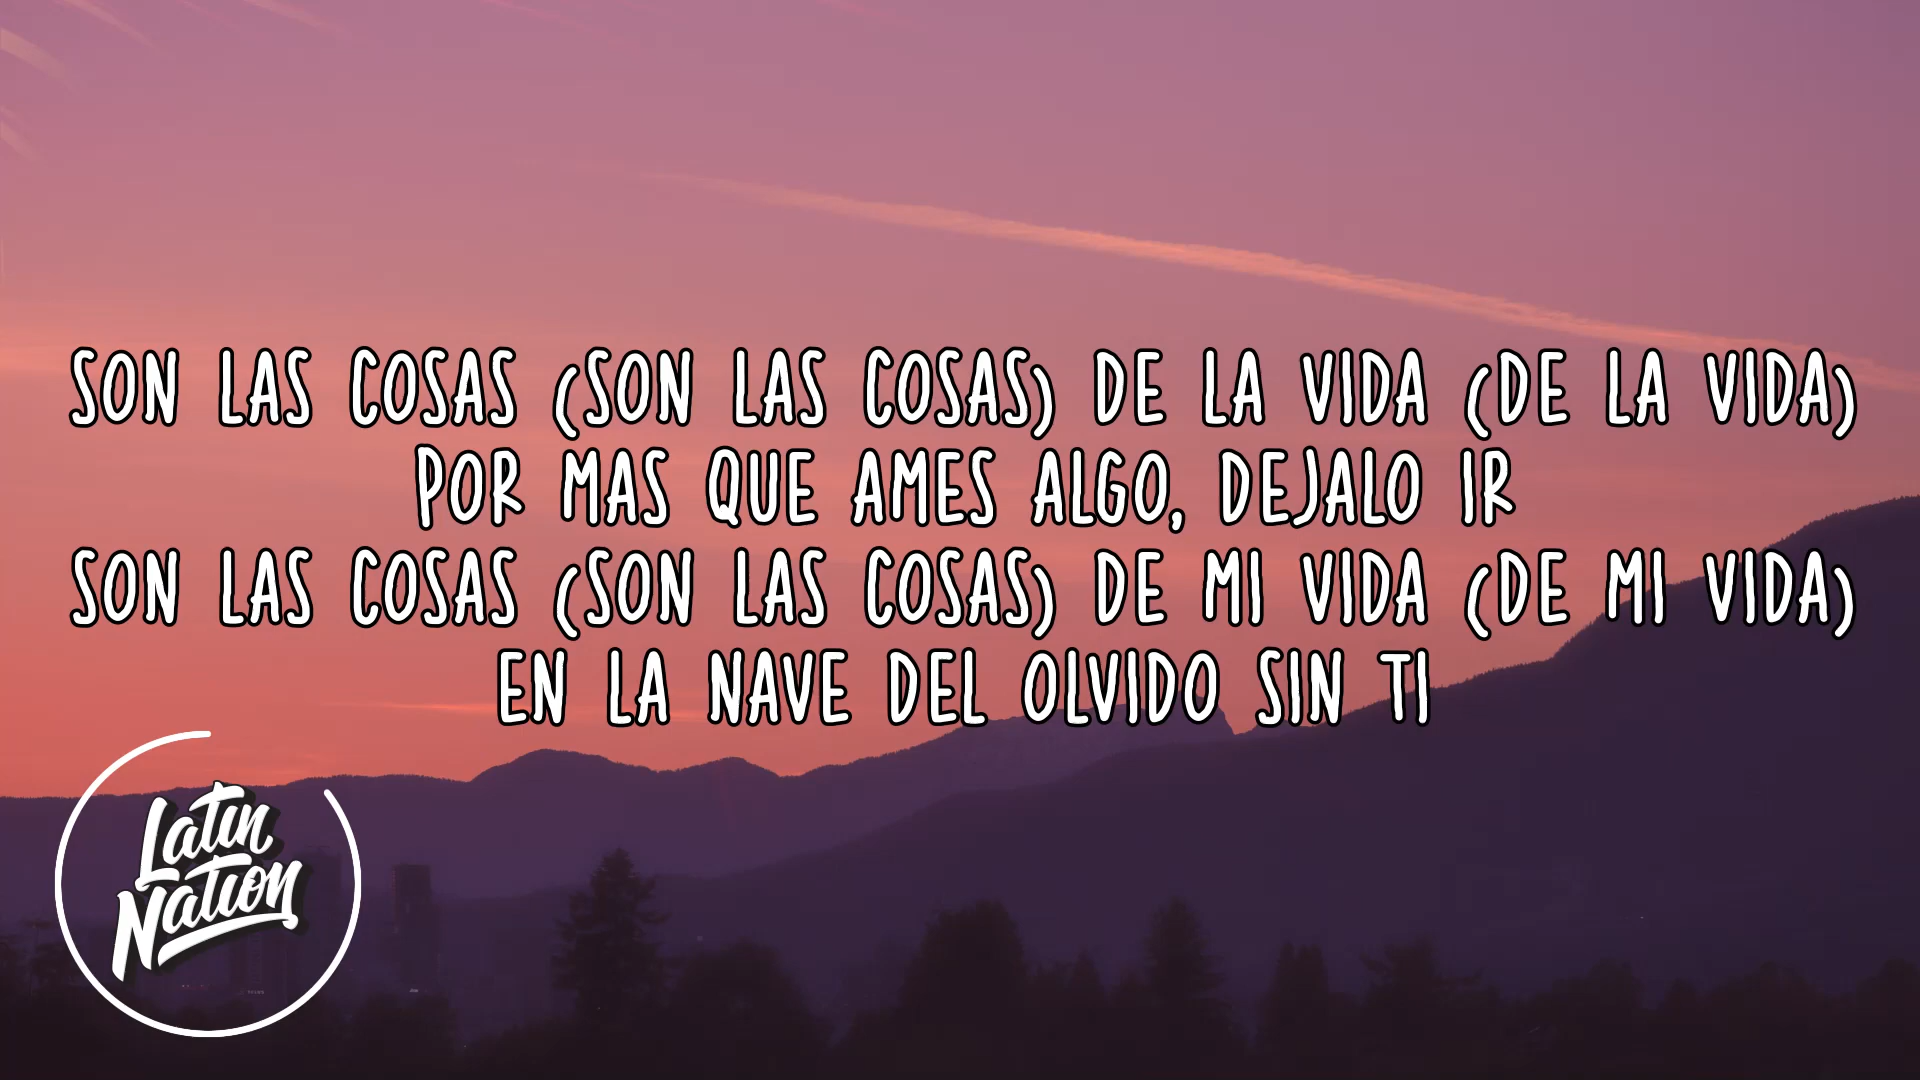 SON LAS COSAS (SON LAS COSAS) DE LA VIDA (DE LA VIDA)
POR MAS QUE AMES ALGO, DEJALO IR
SON LAS COSAS (SON LAS COSAS) DE MI VIDA (DE MI VIDA)
EN LA NAVE DEL OLVIDO SIN TI
Latin
Nation